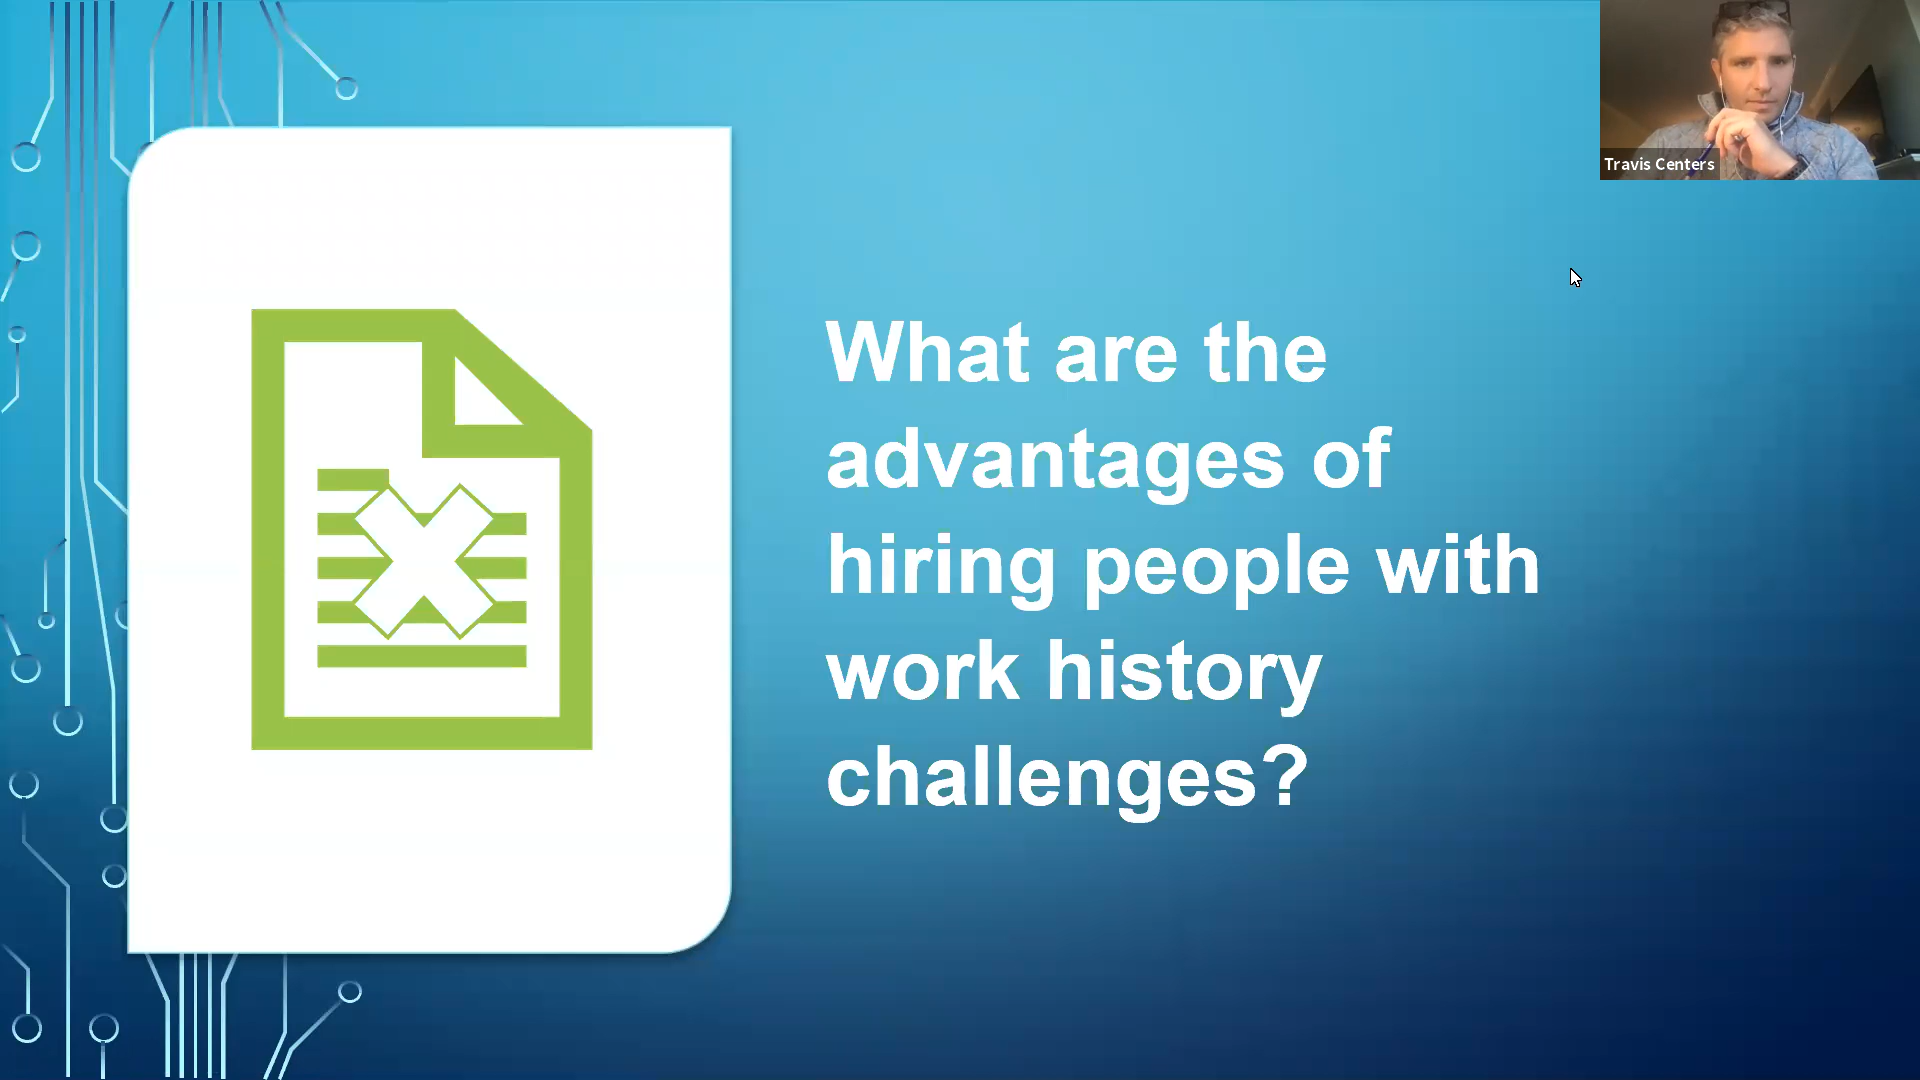 Travis Centers
What are the
advantages of
hiring people with
work history
challenges?